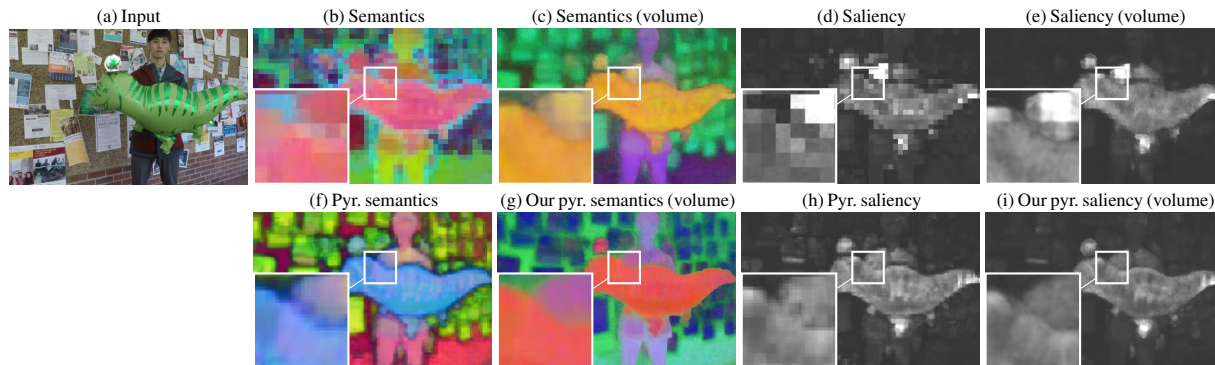 (a) Input
(b) Semantics
(c) Semantics (volume)
(d) Saliency
(e) Saliency (volume)
(f) Pyr. semantics
(g) Our pyr. semantics (volume)
(h) Pyr. saliency
(i) Our pyr. saliency (volume)